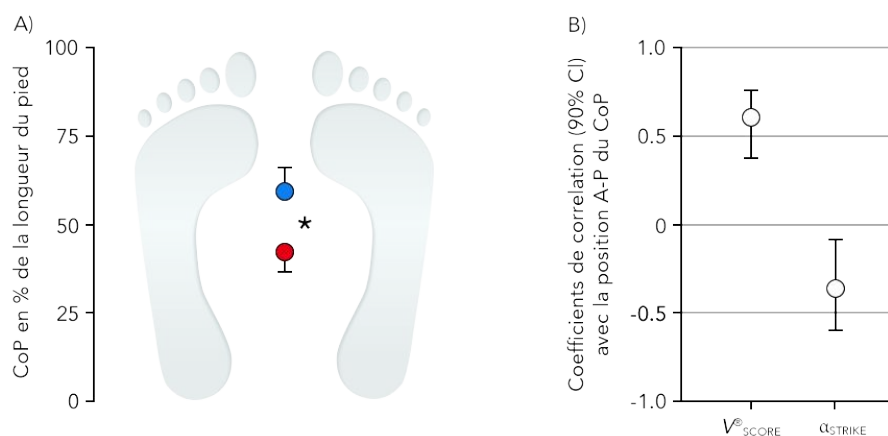 A)
CoP en % de la longueur du pied
100
75
50
25
0
*
B)
Coefficients de correlation (90% CI)
avec la position A-P du CoP
1.0
0.5
0
-0.5
-1.0
V®SCORE
αSTRIKE